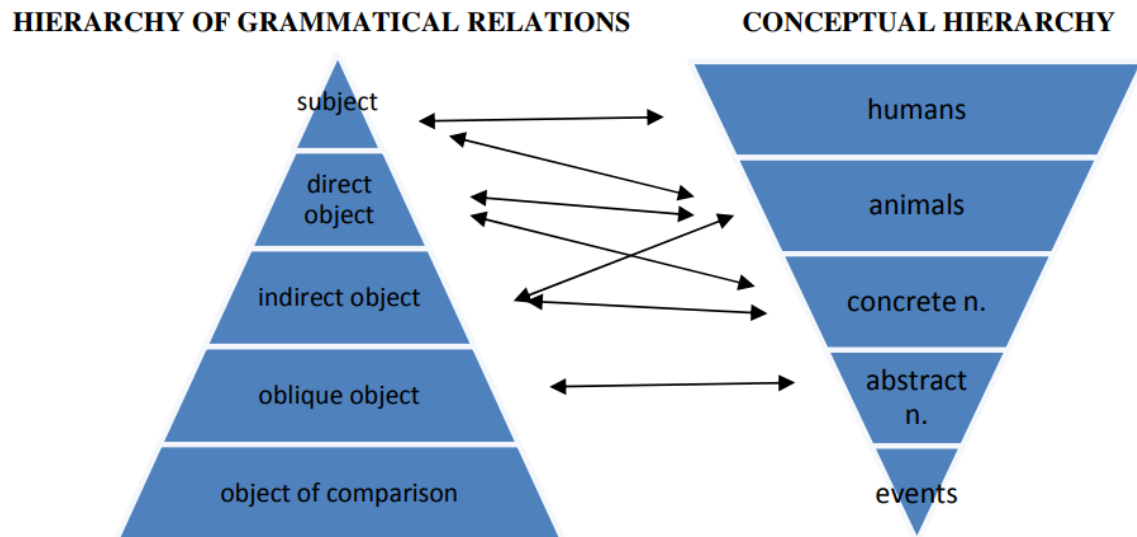 HIERARCHY OF GRAMMATICAL RELATIONS
CONCEPTUAL HIERARCHY
subject
direct
object
indirect object
oblique object
object of comparison
humans
animals
concrete n.
abstract
n.
events